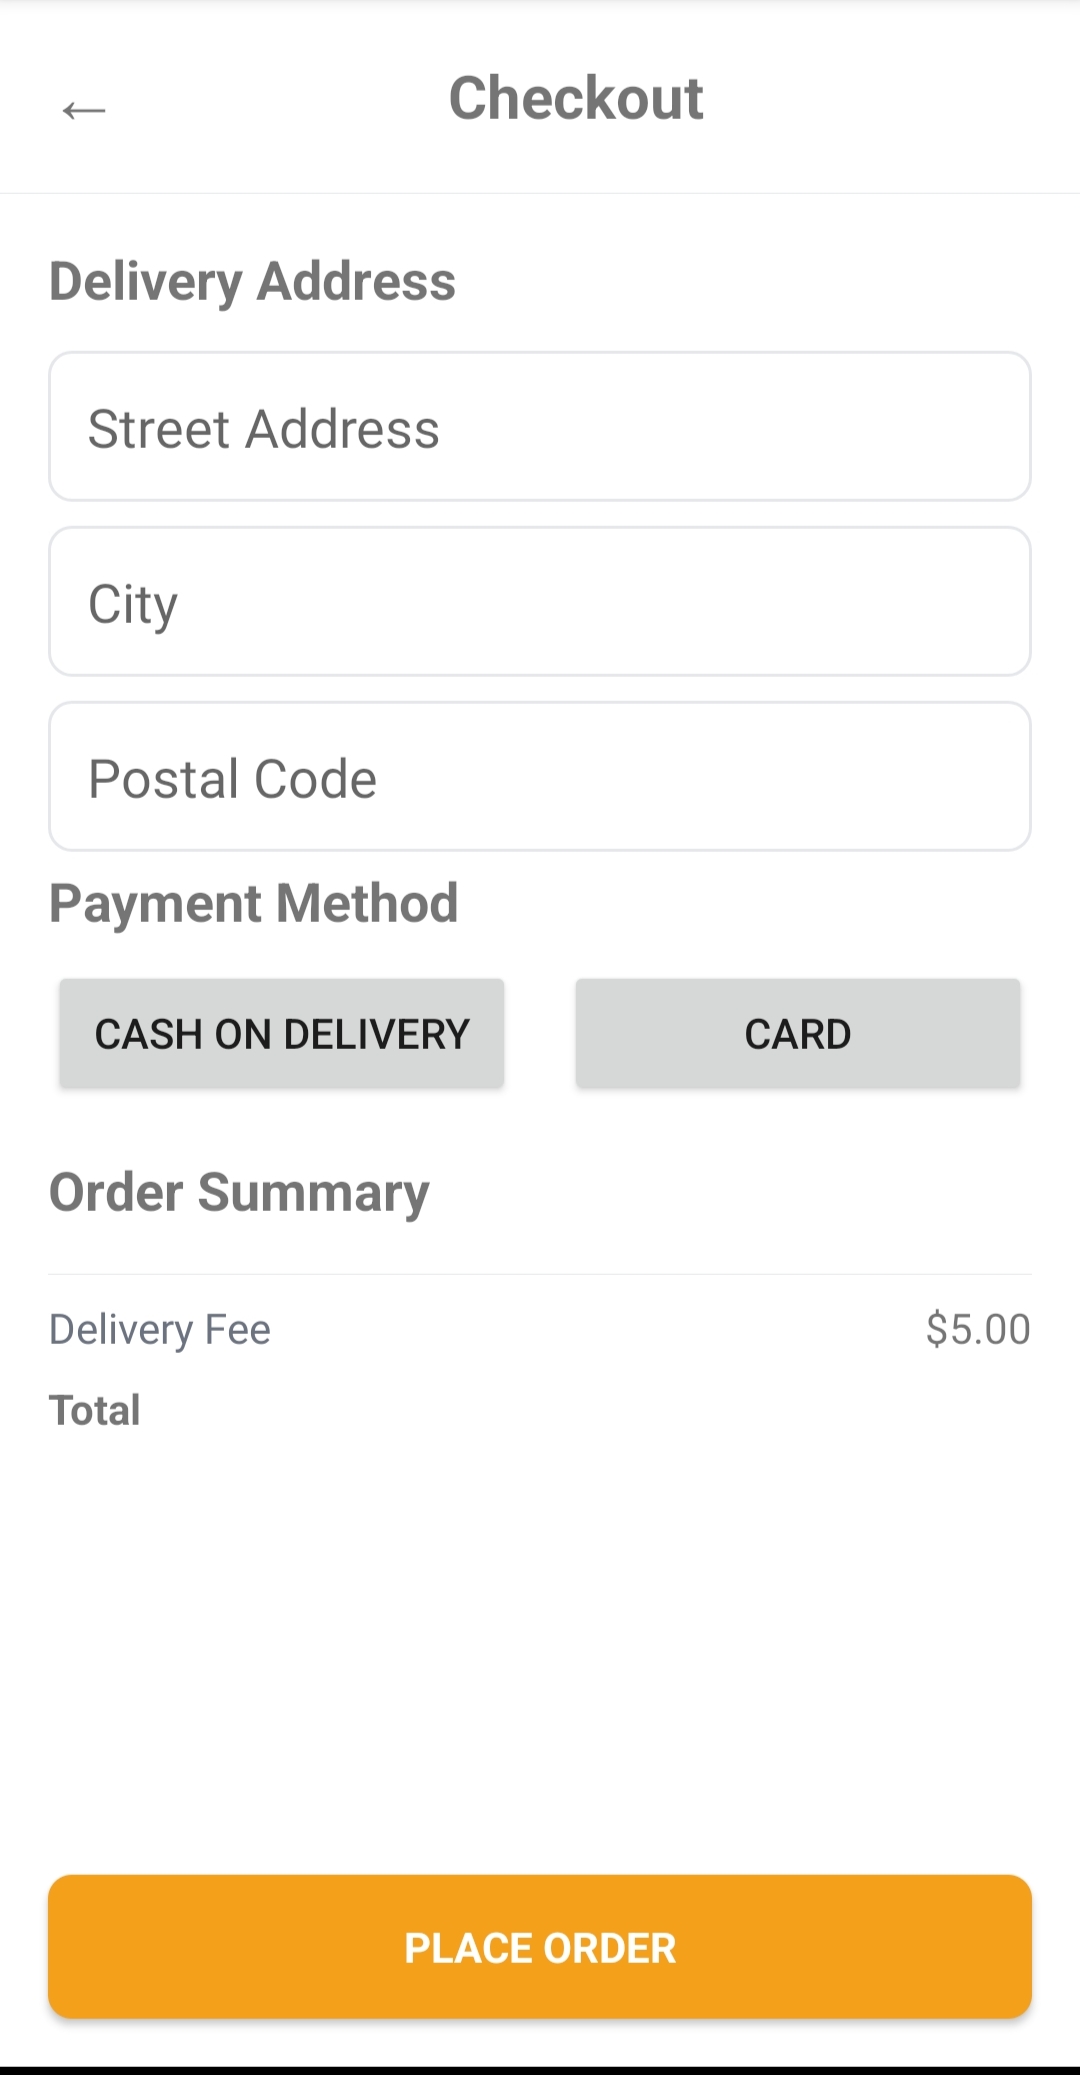 ← Checkout
Delivery Address
Street Address
City
Postal Code
Payment Method
CASH ON DELIVERY CARD
Order Summary
Delivery Fee $5.00
Total
PLACE ORDER